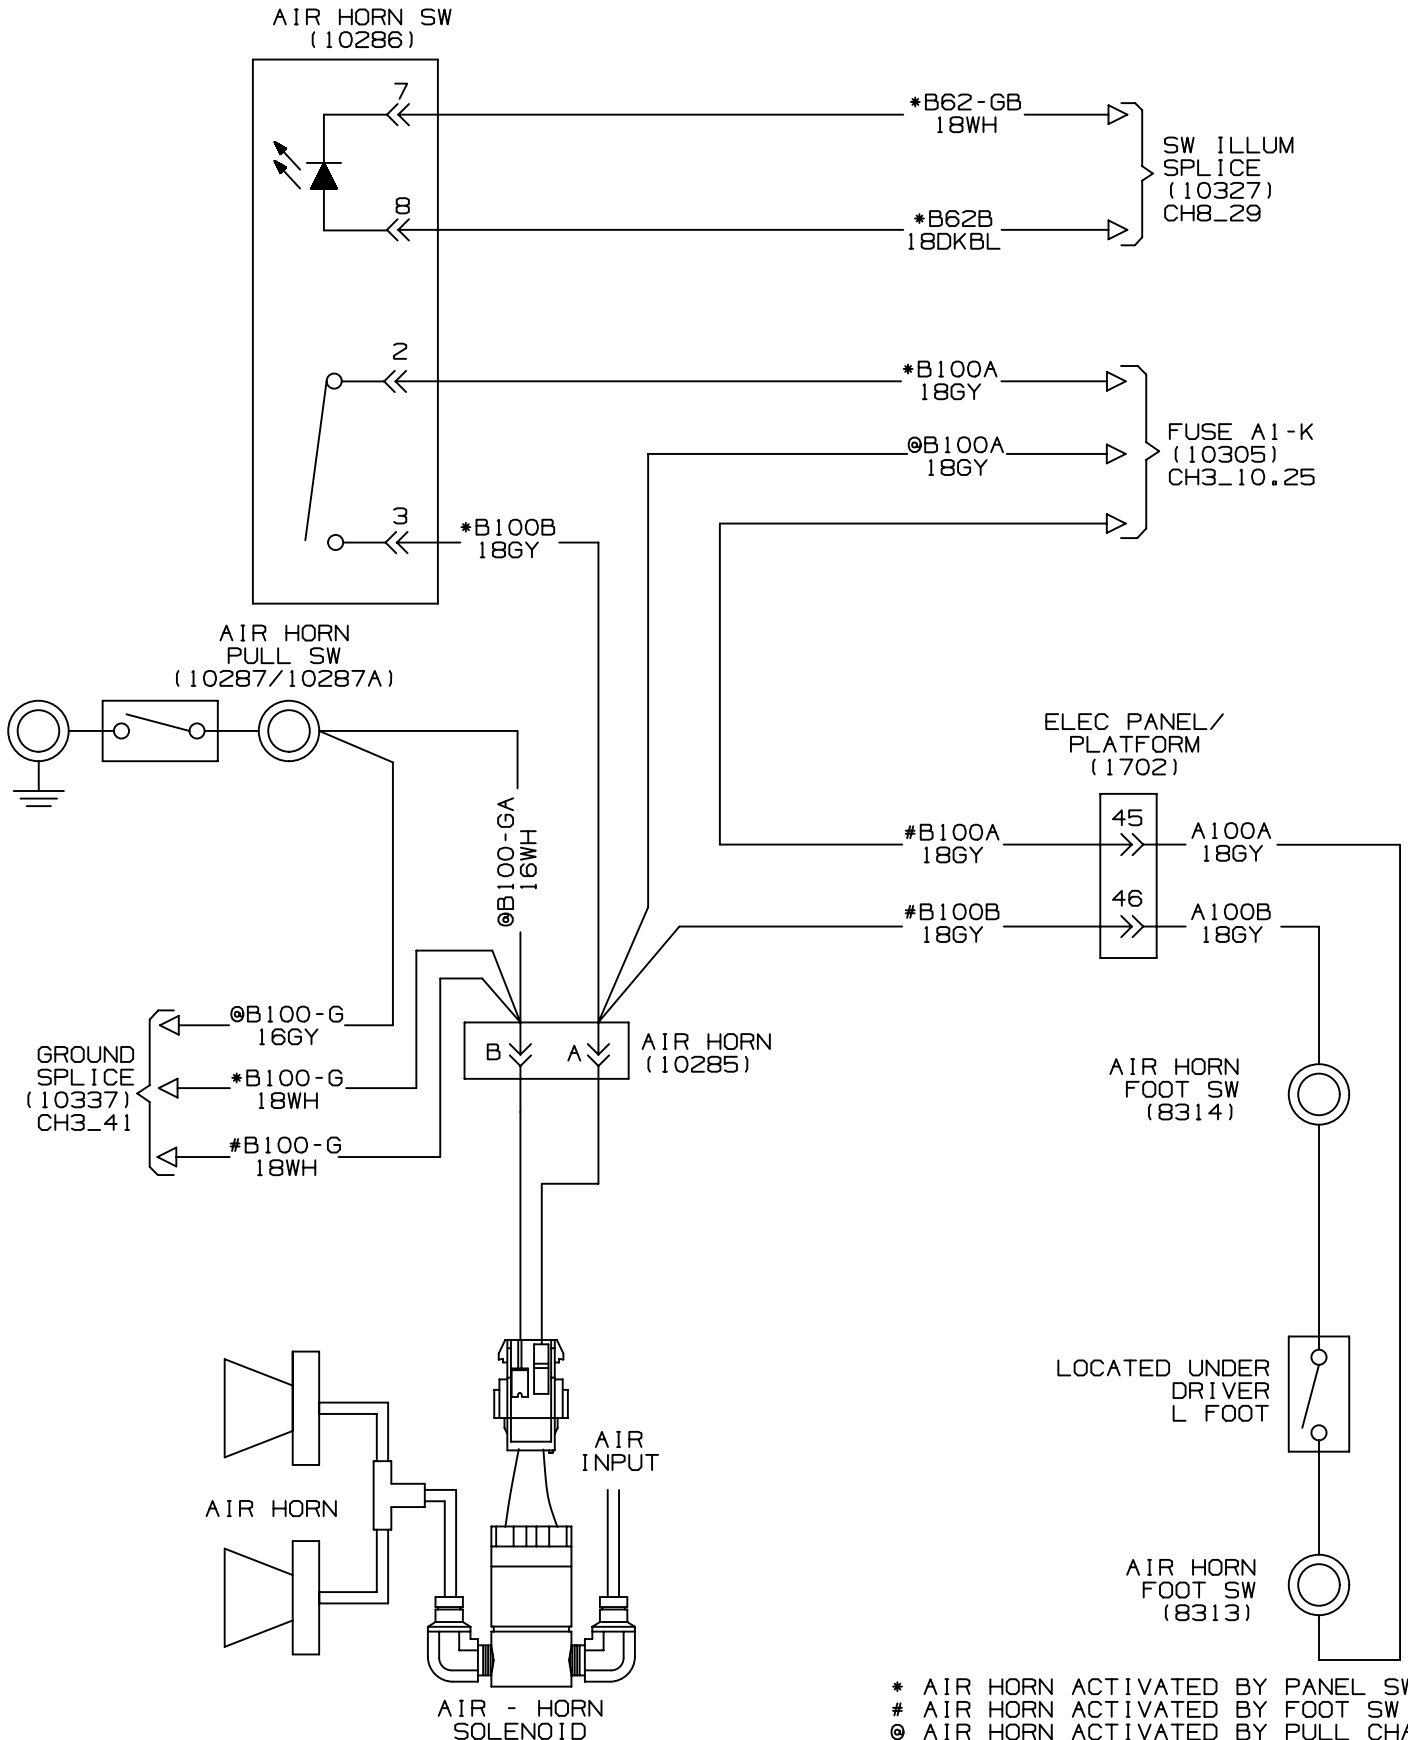 AIR HORN SW
(10286)
7
*B62-GB
18WH
SW ILLUM
SPLICE
(10327)
CH8_29
8
*B62B
18DKBL
2
*B100A
18GY
@B100A
18GY
FUSE A1-K
(10305)
CH3_10.25
3
*B100B
18GY
AIR HORN
PULL SW
(10287/10287A)
@B100-GA
16WH
ELEC PANEL/
PLATFORM
(1702)
#B100A
18GY
45
A100A
18GY
#B100B
18GY
46
A100B
18GY
@B100-G
16GY
GROUND
SPLICE
(10337)
CH3_41
*B100-G
18WH
#B100-G
18WH
B
A
AIR HORN
(10285)
AIR HORN
FOOT SW
(8314)
LOCATED UNDER
DRIVER
L FOOT
AIR
INPUT
AIR HORN
AIR HORN
FOOT SW
(8313)
AIR - HORN
SOLENOID
* AIR HORN ACTIVATED BY PANEL SW
# AIR HORN ACTIVATED BY FOOT SW
@ AIR HORN ACTIVATED BY PULL